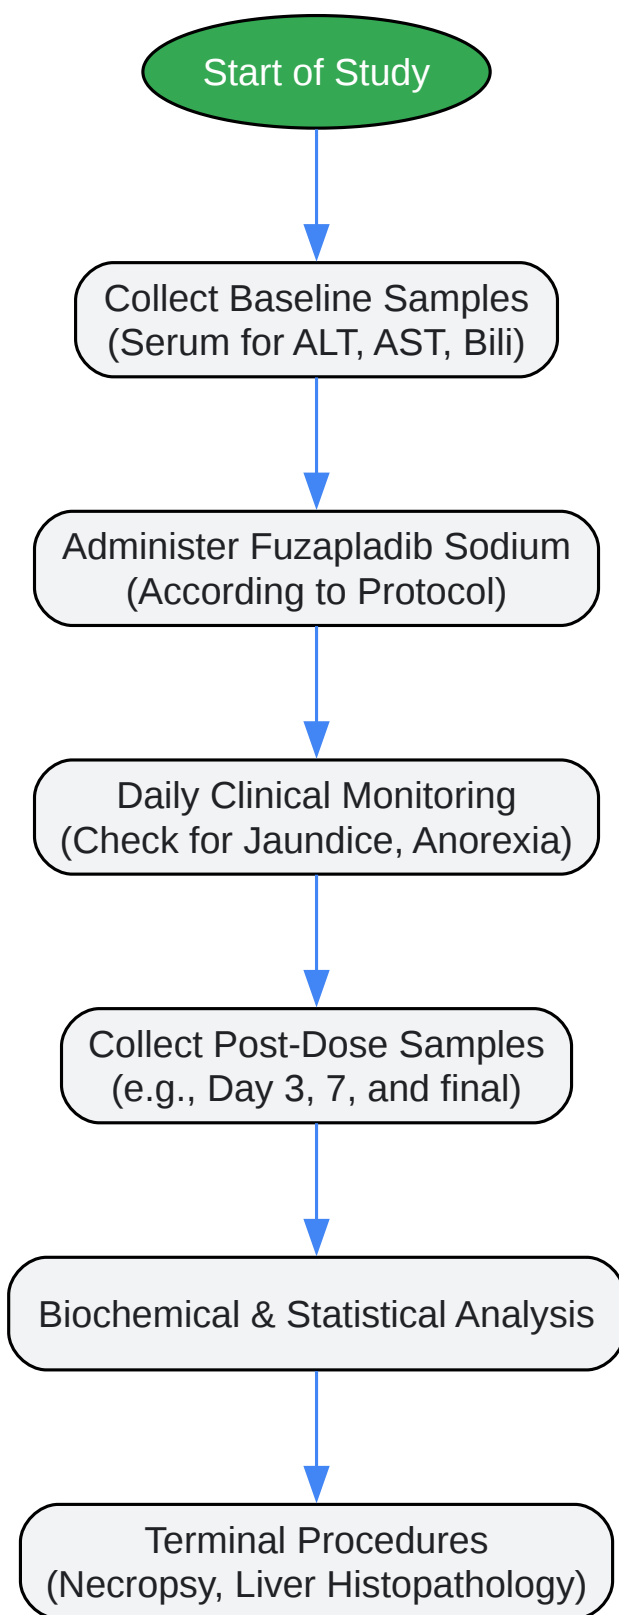 Start of Study
Collect Baseline Samples
(Serum for ALT, AST, Bili)
Administer Fuzapladib Sodium
(According to Protocol)
Daily Clinical Monitoring
(Check for Jaundice, Anorexia)
Collect Post-Dose Samples
(e.g., Day 3, 7, and final)
Biochemical & Statistical Analysis
Terminal Procedures
(Necropsy, Liver Histopathology)